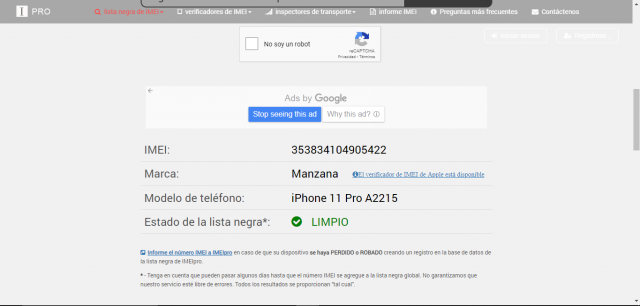 PRO
lista negra de IMEI
verificadores de IMEI
inspectores de transporte
informe IMEI
Preguntas más frecuentes
Contáctenos
No soy un robot
reCAPTCHA
Privacidad - Términos
Ads by Google
Stop seeing this ad
Why this ad?
IMEI: 353834104905422
Marca: Manzana El verificador de IMEI de Apple está disponible
Modelo de teléfono: iPhone 11 Pro A2215
Estado de la lista negra*: LIMPIO
Informe el número IMEI a IMEIpro en caso de que su dispositivo se haya PERDIDO o ROBADO creando un registro en la base de datos de
la lista negra de IMEIpro.
* - Tenga en cuenta que pueden pasar algunos días hasta que el número IMEI se agregue a la lista negra global. No garantizamos que
nuestro servicio esté libre de errores. Todos los resultados se proporcionan "tal cual".